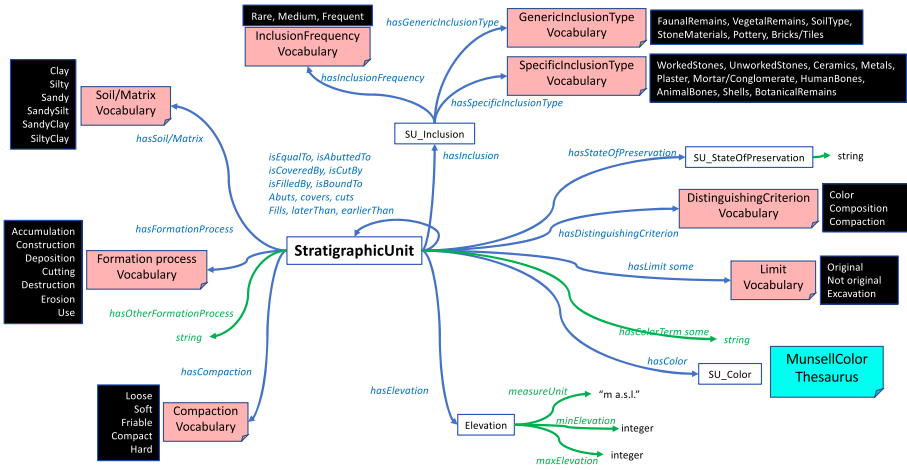 Rare, Medium, Frequent
InclusionFrequency
Vocabulary
hasGenericInclusionType
GenericInclusionType
Vocabulary
FaunalRemains, VegetalRemains, SoilType,
StoneMaterials, Pottery, Bricks/Tiles
hasInclusionFrequency
SpecificInclusionType
Vocabulary
WorkedStones, UnworkedStones, Ceramics, Metals,
Plaster, Mortar/Conglomerate, HumanBones,
AnimalBones, Shells, BotanicalRemains
hasSpecificInclusionType
Clay
Silty
Sandy
SandySilt
SandyClay
SiltyClay
Soil/Matrix
Vocabulary
hasSoil/Matrix
SU_Inclusion
hasInclusion
isEqualTo, isAbuttedTo
isCoveredBy, isCutBy
isFilledBy, isBoundTo
Abuts, covers, cuts
Fills, laterThan, earlierThan
hasStateOfPreservation
SU_StateOfPreservation
string
DistinguishingCriterion
Vocabulary
Color
Composition
Compaction
hasDistinguishingCriterion
StratigraphicUnit
hasFormationProcess
Accumulation
Construction
Deposition
Cutting
Destruction
Erosion
Use
Formation process
Vocabulary
hasLimit some
Limit
Vocabulary
Original
Not original
Excavation
hasOtherFormationProcess
string
hasColorTerm some
string
hasCompaction
hasColor
SU_Color
MunsellColor
Thesaurus
Loose
Soft
Friable
Compact
Hard
Compaction
Vocabulary
hasElevation
Elevation
measureUnit
“m a.s.l.”
minElevation
integer
maxElevation
integer